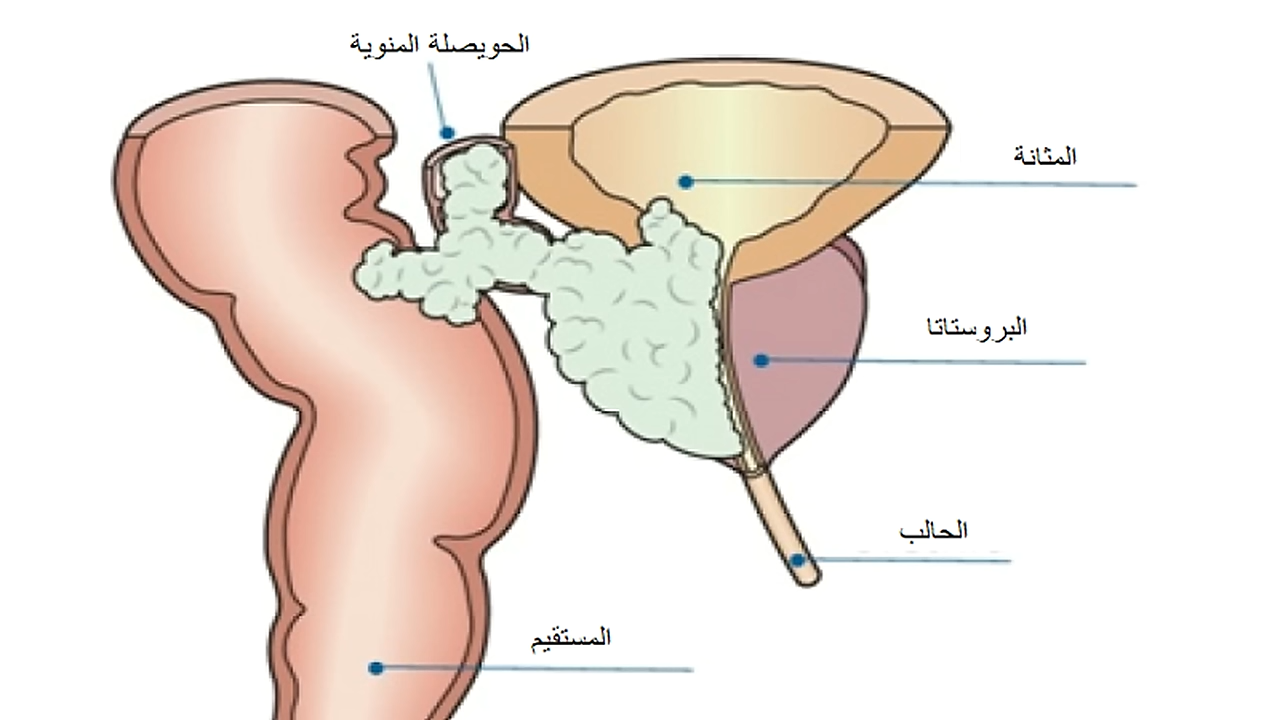 الحويصلة المنوية
المثانة
البروستاتا
الحالب
المستقيم